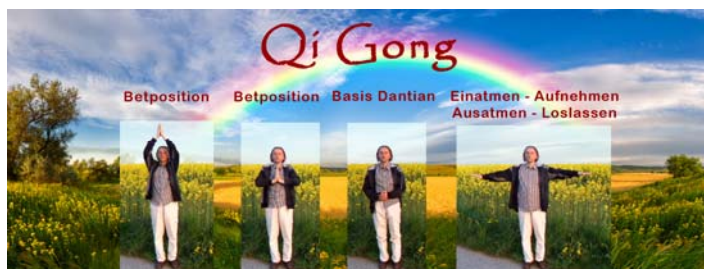 Qi Gong
Betposition
Betposition
Basis Dantian
Einatmen - Aufnehmen
Ausatmen - Loslassen